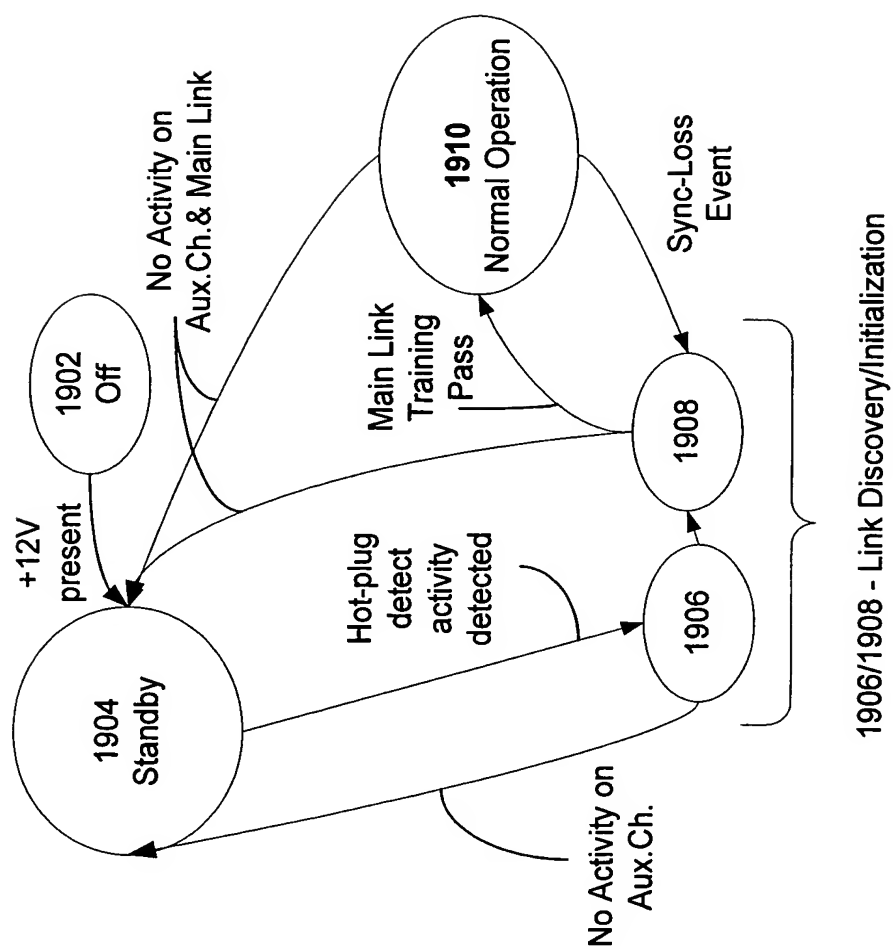 1902
Off
+12V
present
No Activity on
Aux.Ch.& Main Link
1904
Standby
1910
Normal Operation
Main Link
Training
Pass
Hot-plug
detect
activity
detected
Sync-Loss
Event
No Activity on
Aux.Ch.
1906
1908
1906/1908 - Link Discovery/Initialization